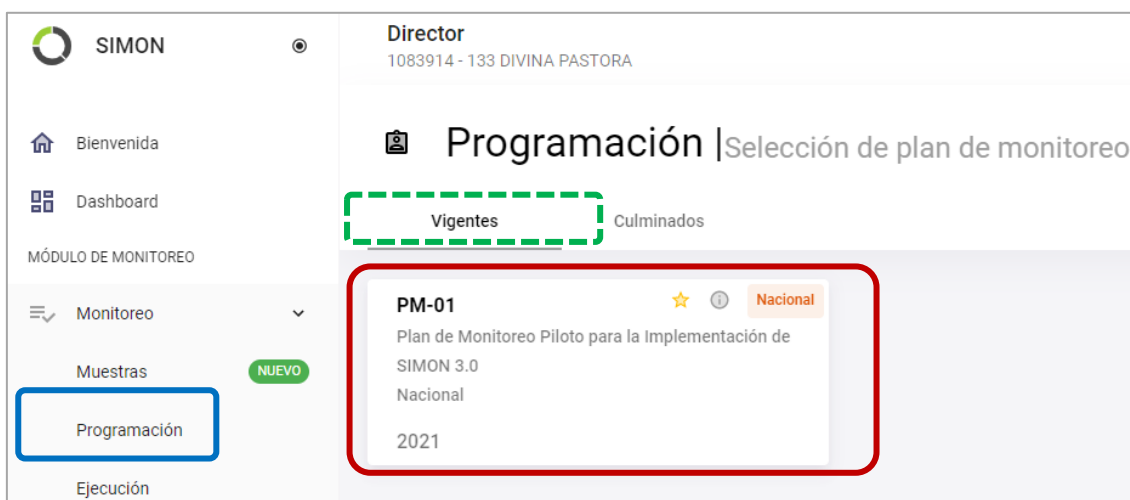 SIMON
Director
1083914 - 133 DIVINA PASTORA
Bienvenida
Dashboard
MÓDULO DE MONITOREO
Monitoreo
Muestras NUEVO
Programación
Ejecución
Programación |Selección de plan de monitoreo
Vigentes Culminados
PM-01 Nacional
Plan de Monitoreo Piloto para la Implementación de
SIMON 3.0
Nacional
2021